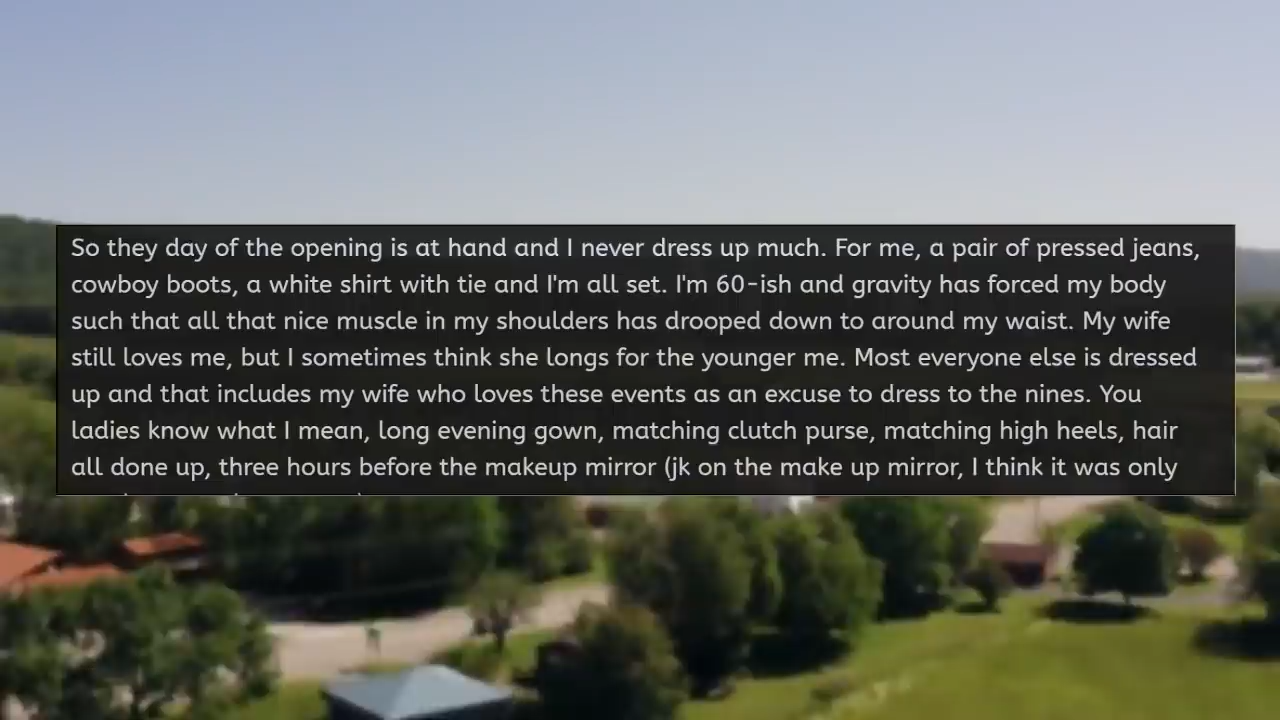 So they day of the opening is at hand and I never dress up much. For me, a pair of pressed jeans,
cowboy boots, a white shirt with tie and I'm all set. I'm 60-ish and gravity has forced my body
such that all that nice muscle in my shoulders has drooped down to around my waist. My wife
still loves me, but I sometimes think she longs for the younger me. Most everyone else is dressed
up and that includes my wife who loves these events as an excuse to dress to the nines. You
ladies know what I mean, long evening gown, matching clutch purse, matching high heels, hair
all done up, three hours before the makeup mirror (jk on the make up mirror, I think it was only